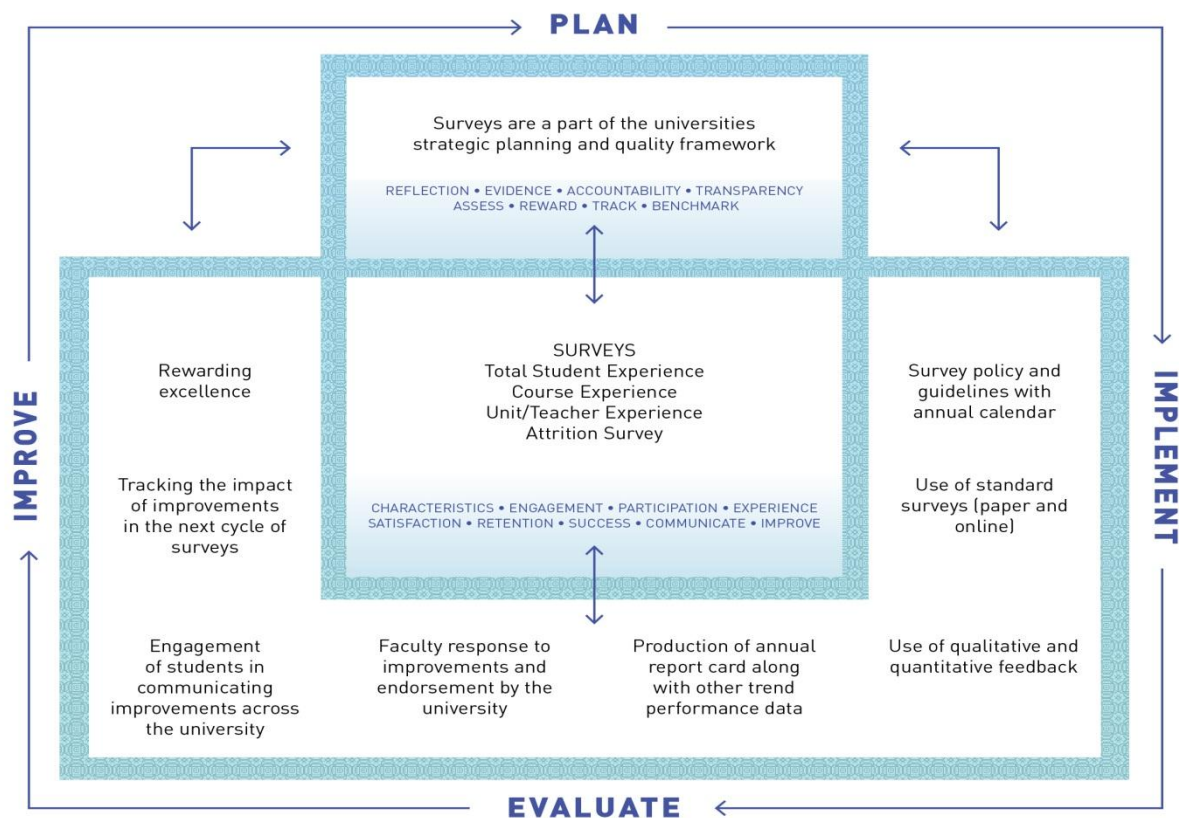 PLAN
Surveys are a part of the universities
strategic planning and quality framework
REFLECTION • EVIDENCE • ACCOUNTABILITY • TRANSPARENCY
ASSESS • REWARD • TRACK • BENCHMARK
IMPROVE
Rewarding
excellence
Tracking the impact
of improvements
in the next cycle of
surveys
Engagement
of students in
communicating
improvements across
the university
SURVEYS
Total Student Experience
Course Experience
Unit/Teacher Experience
Attrition Survey
CHARACTERISTICS • ENGAGEMENT • PARTICIPATION • EXPERIENCE
SATISFACTION • RETENTION • SUCCESS • COMMUNICATE • IMPROVE
Faculty response to
improvements and
endorsement by the
university
Production of annual
report card along
with other trend
performance data
Survey policy and
guidelines with
annual calendar
Use of standard
surveys (paper and
online)
Use of qualitative and
quantitative feedback
IMPLEMENT
EVALUATE